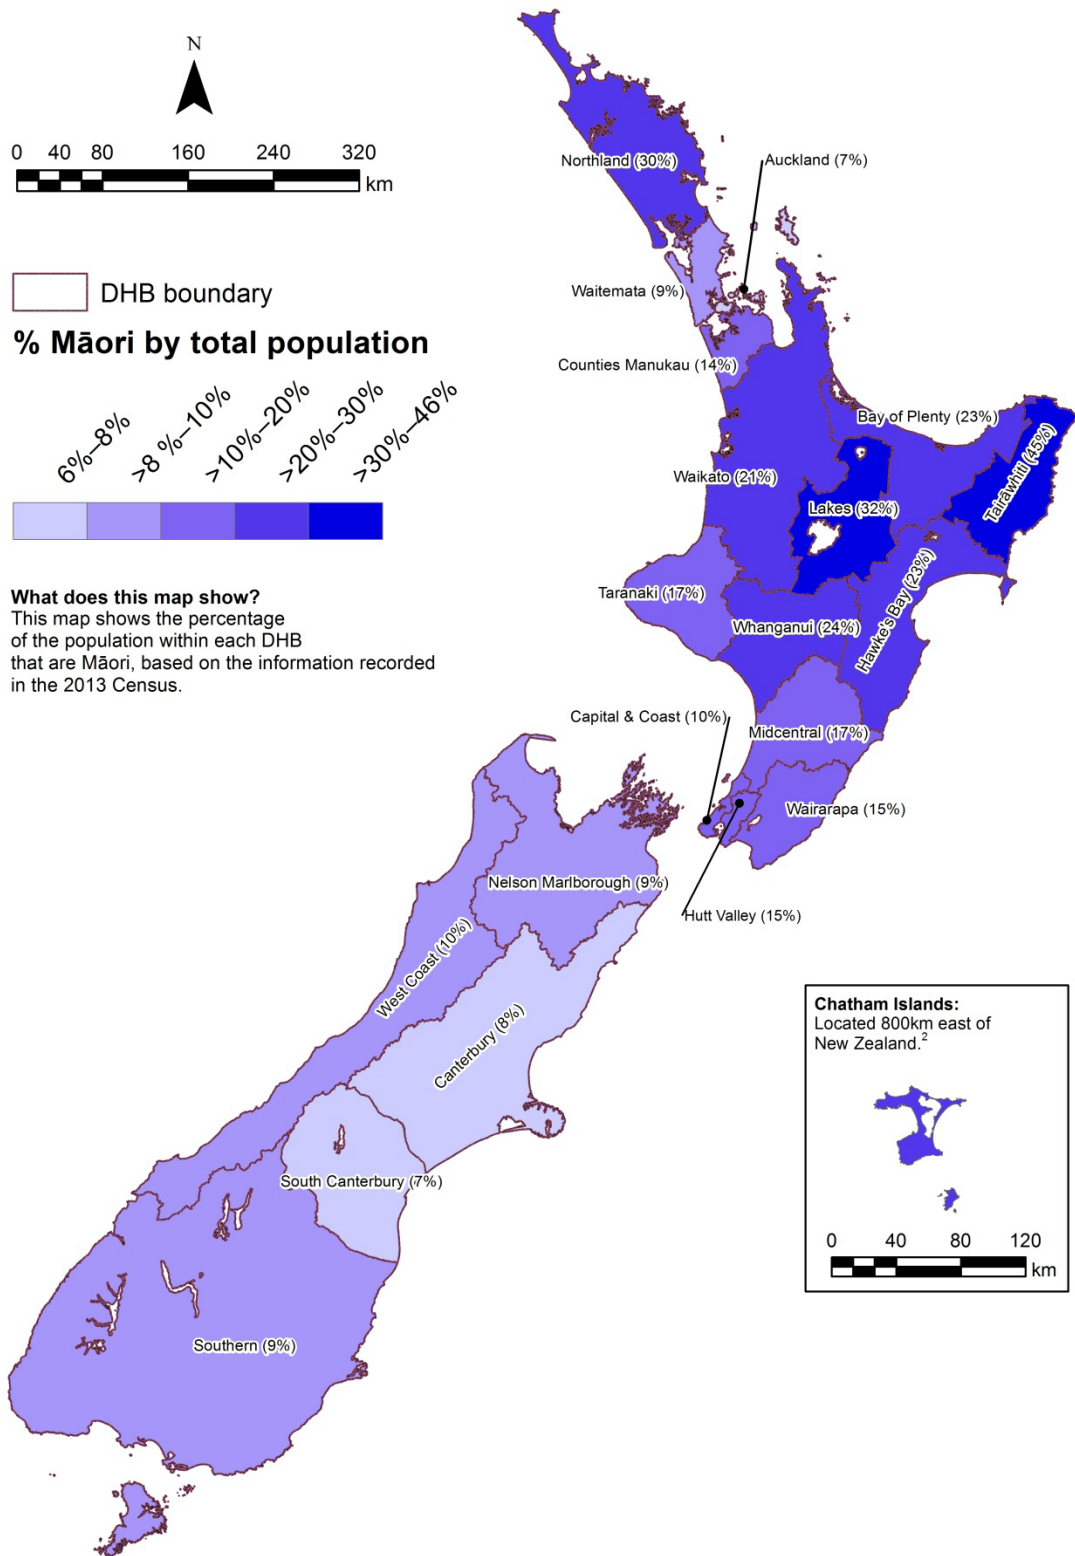 N
0 40 80 160 240 320
km
DHB boundary
% Māori by total population
6%–8%
>8 %–10%
>10%–20%
>20%–30%
>30%–46%
What does this map show?
This map shows the percentage
of the population within each DHB
that are Māori, based on the information recorded
in the 2013 Census.
Northland (30%)
Auckland (7%)
Waitemata (9%)
Counties Manukau (14%)
Bay of Plenty (23%)
Tairāwhiti (45%)
Waikato (21%)
Lakes (32%)
Taranaki (17%)
Whanganui (24%)
Hawke's Bay (23%)
Capital & Coast (10%)
Midcentral (17%)
Wairarapa (15%)
Nelson Marlborough (9%)
Hutt Valley (15%)
West Coast (10%)
Canterbury (8%)
South Canterbury (7%)
Southern (9%)
Chatham Islands:
Located 800km east of
New Zealand.2
0 40 80 120
km